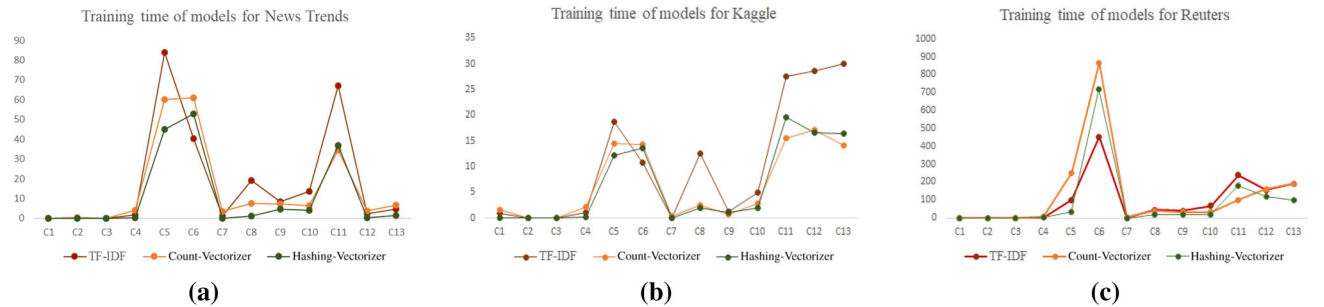 Training time of models for News Trends
90
80
70
60
50
40
30
20
10
0
C1 C2 C3 C4 C5 C6 C7 C8 C9 C10 C11 C12 C13
TF-IDF Count-Vectorizer Hashing-Vectorizer
(a)
Training time of models for Kaggle
35
30
25
20
15
10
5
0
C1 C2 C3 C4 C5 C6 C7 C8 C9 C10 C11 C12 C13
TF-IDF Count-Vectorizer Hashing-Vectorizer
(b)
Training time of models for Reuters
1000
900
800
700
600
500
400
300
200
100
0
C1 C2 C3 C4 C5 C6 C7 C8 C9 C10 C11 C12 C13
TF-IDF Count-Vectorizer Hashing-Vectorizer
(c)